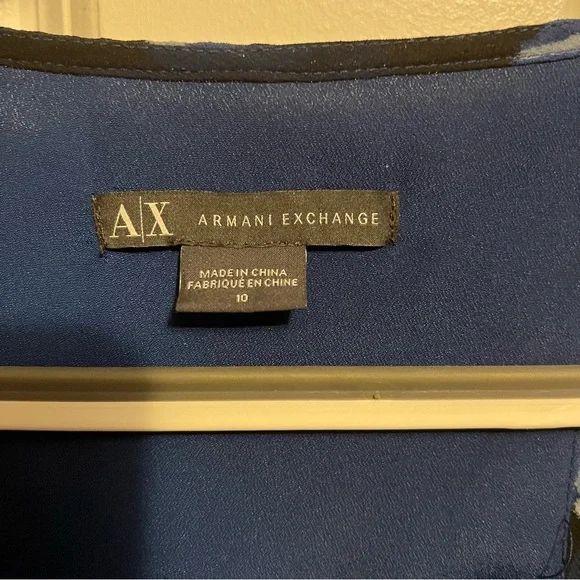 A|X ARMANI EXCHANGE
MADE IN CHINA
FABRIQUÉ EN CHINE
10